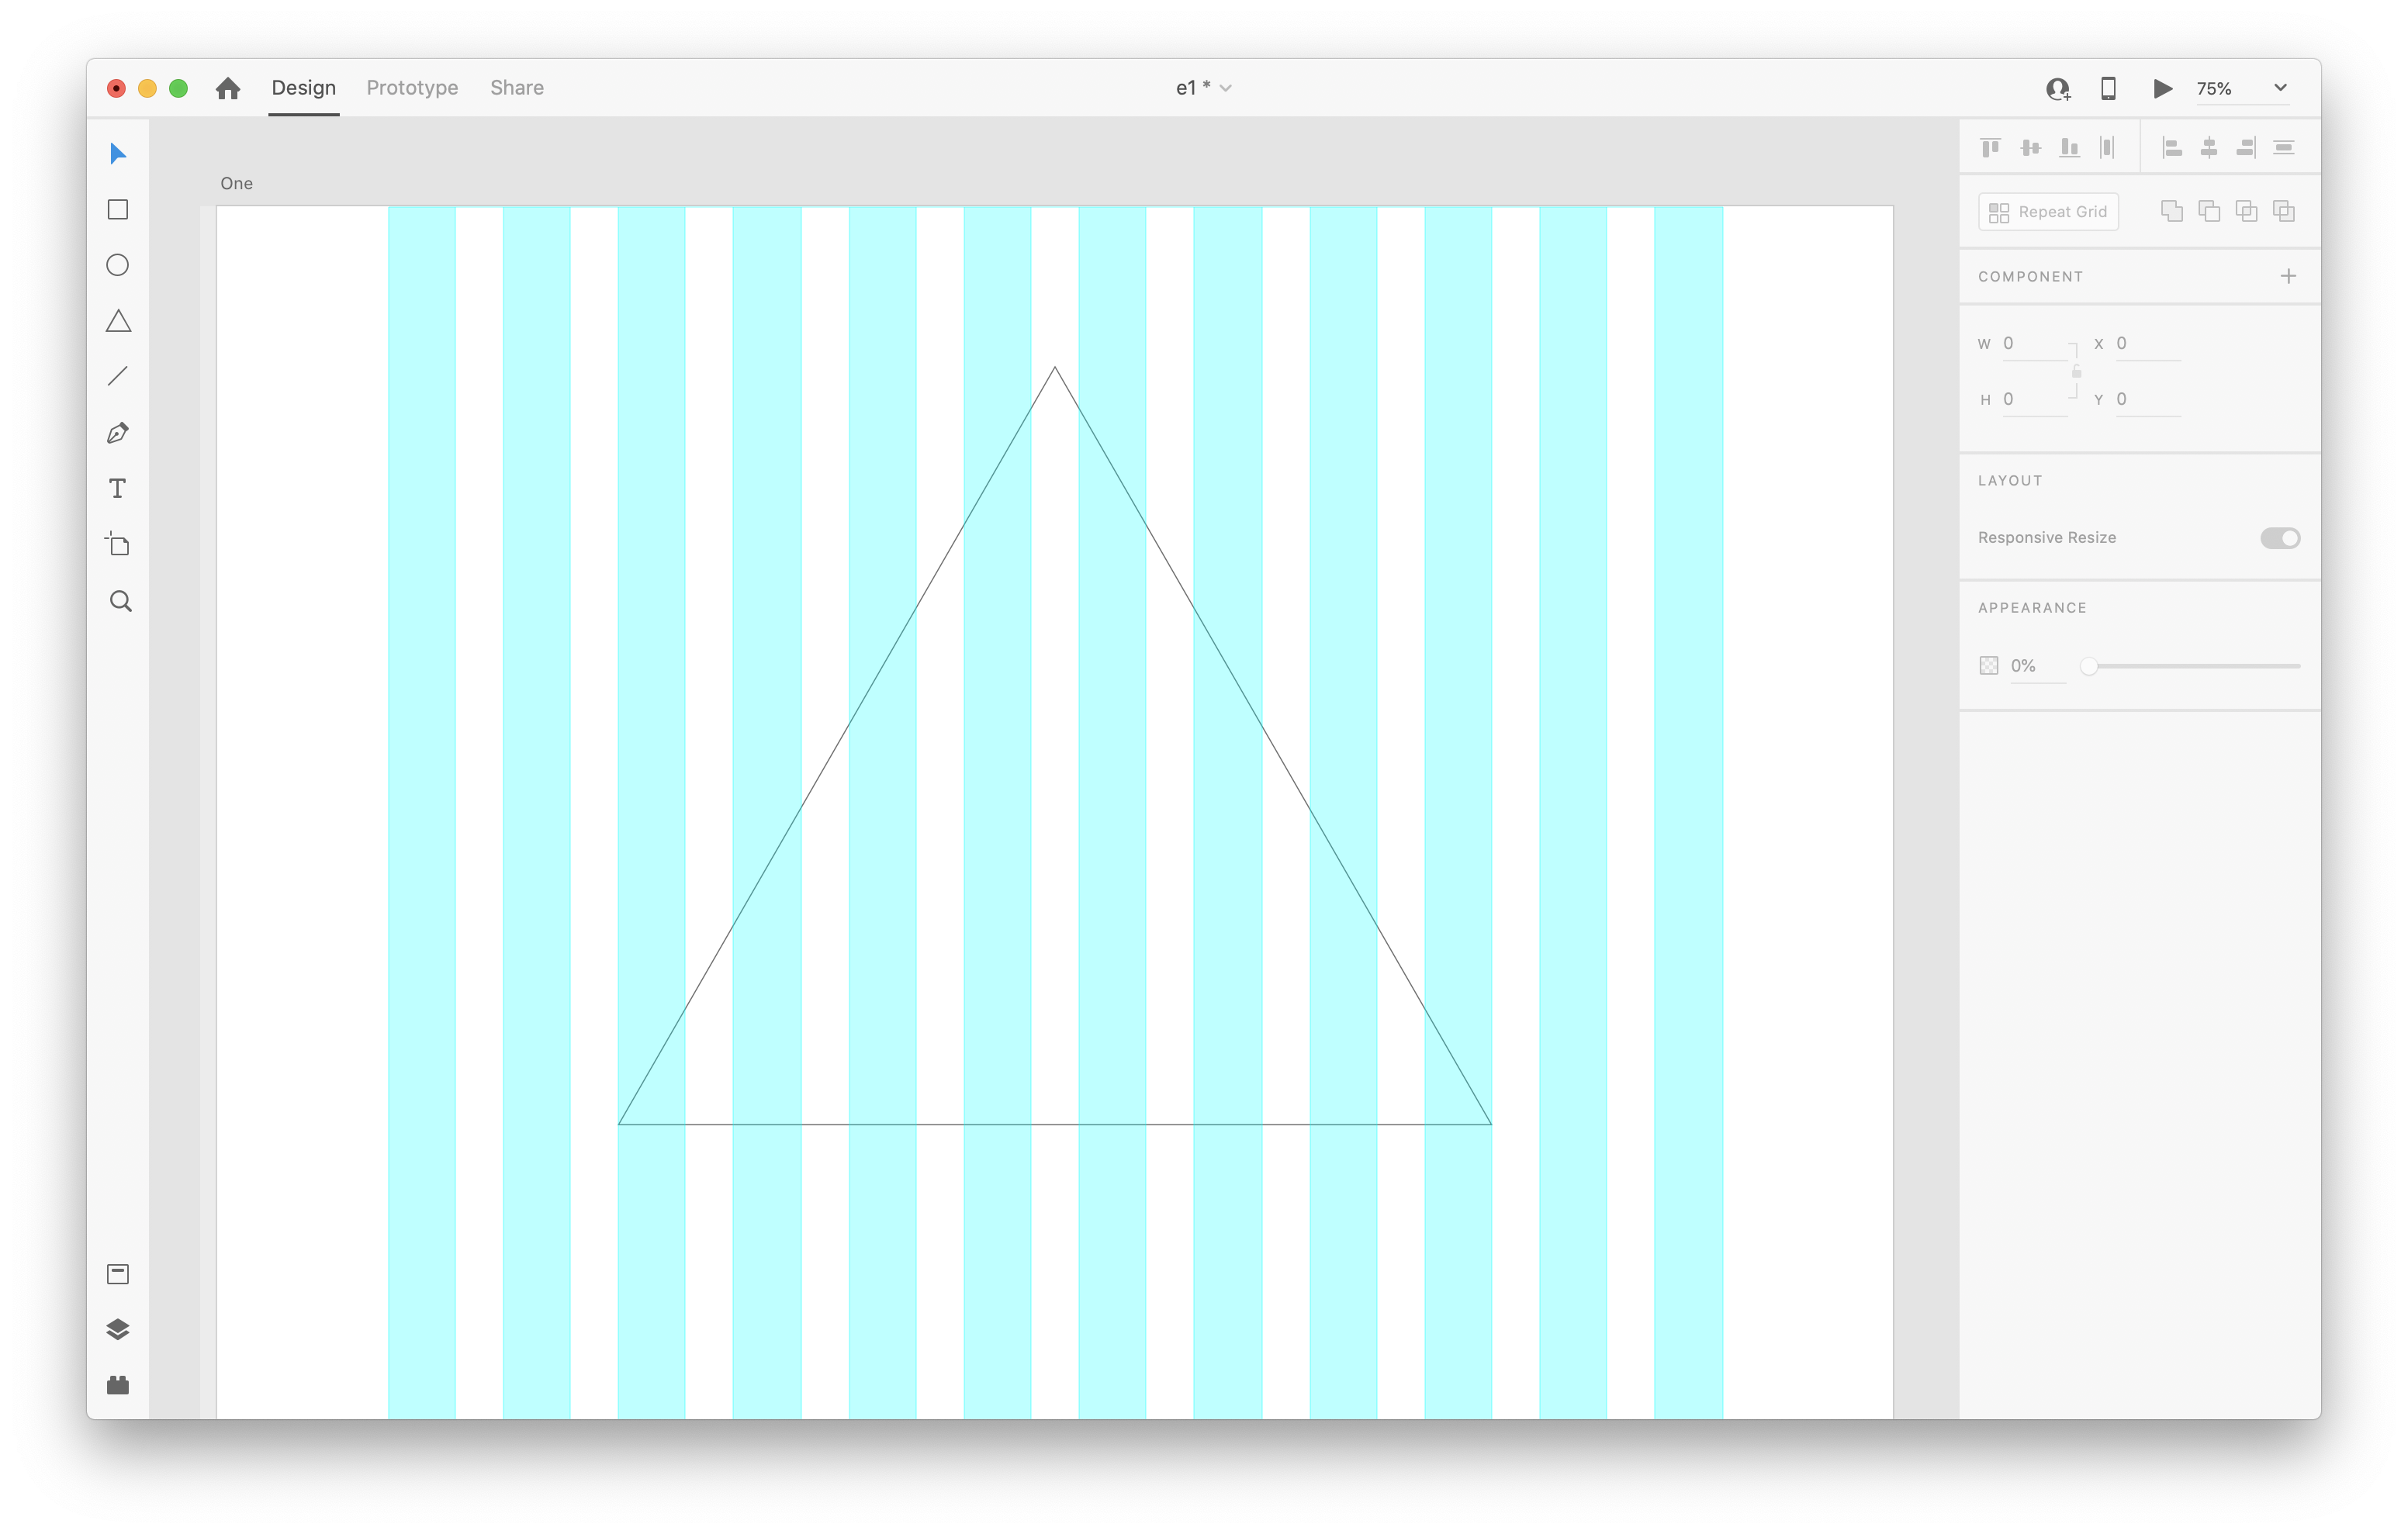 Design Prototype Share e1 * 75%
One
Repeat Grid
COMPONENT
W 0 X 0
H 0 Y 0
LAYOUT
Responsive Resize
APPEARANCE
0%